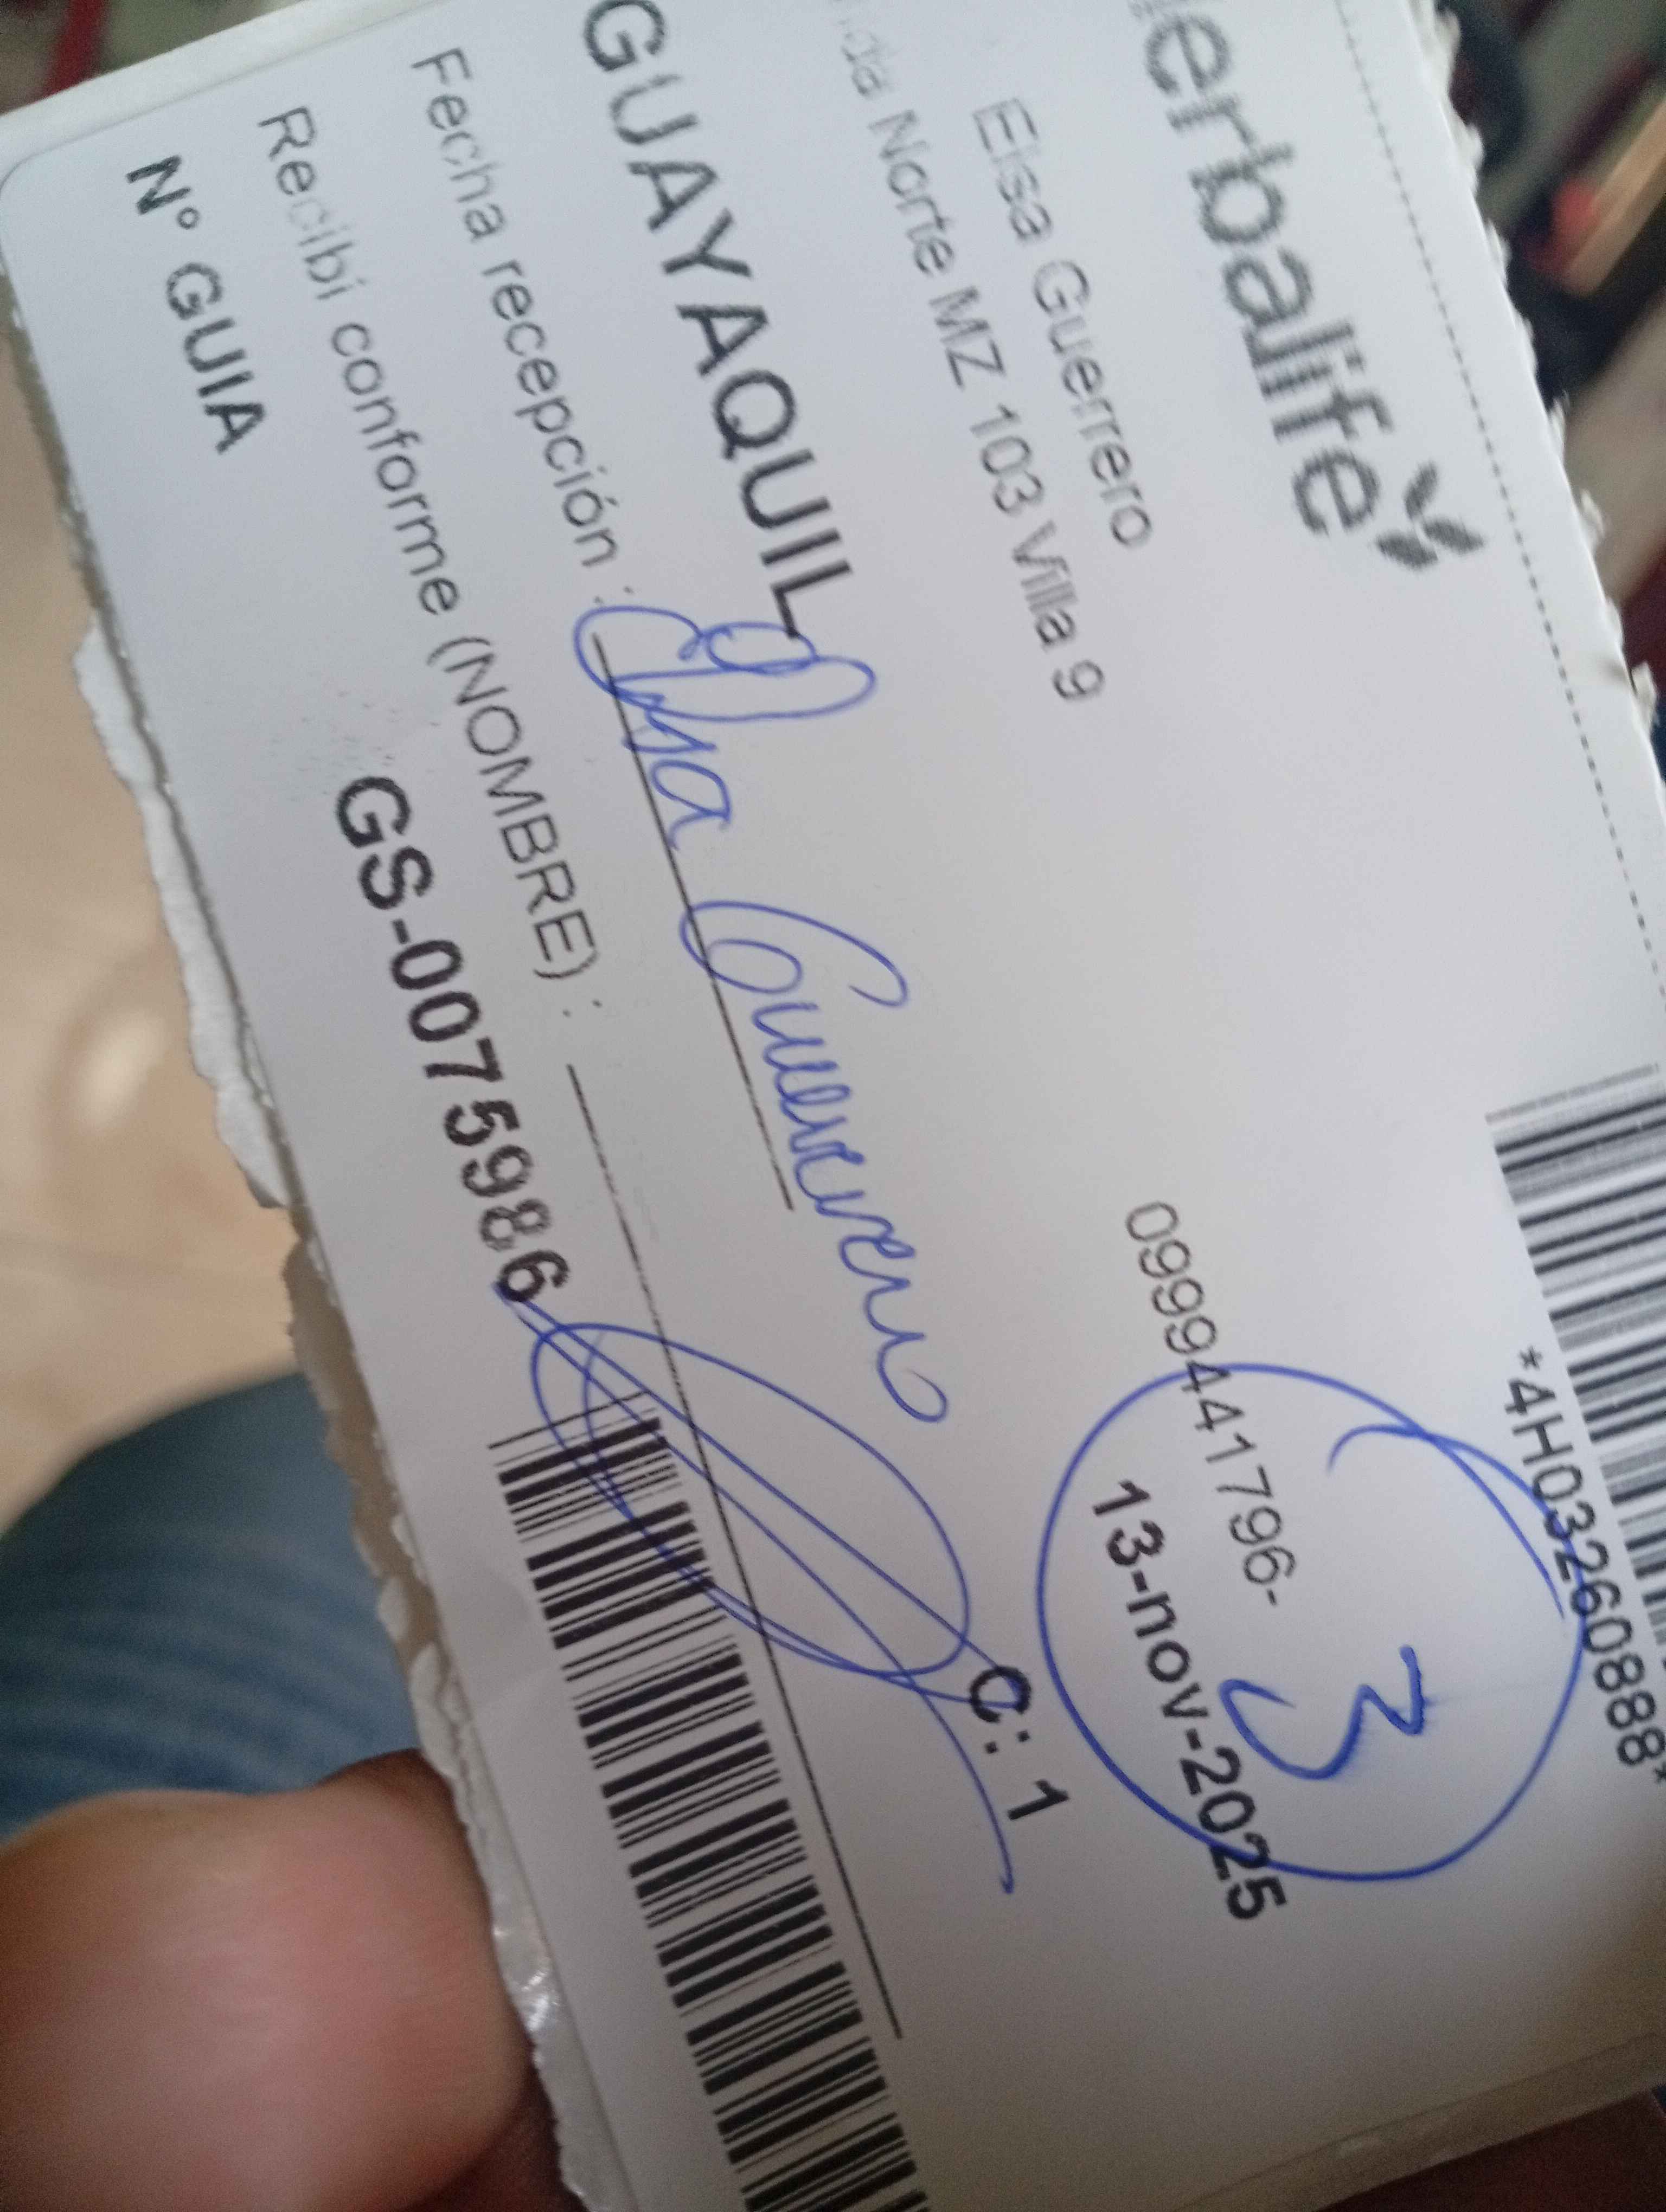 erbalife
*4H03260888*
Elsa Guerrero
0999441796-
da Norte MZ 103 Villa 9
13-nov-2025
3
GUAYAQUIL
C: 1
Fecha recepción :
Elsa Guerrero
Recibí conforme (NOMBRE) :
N° GUIA
GS-0075986